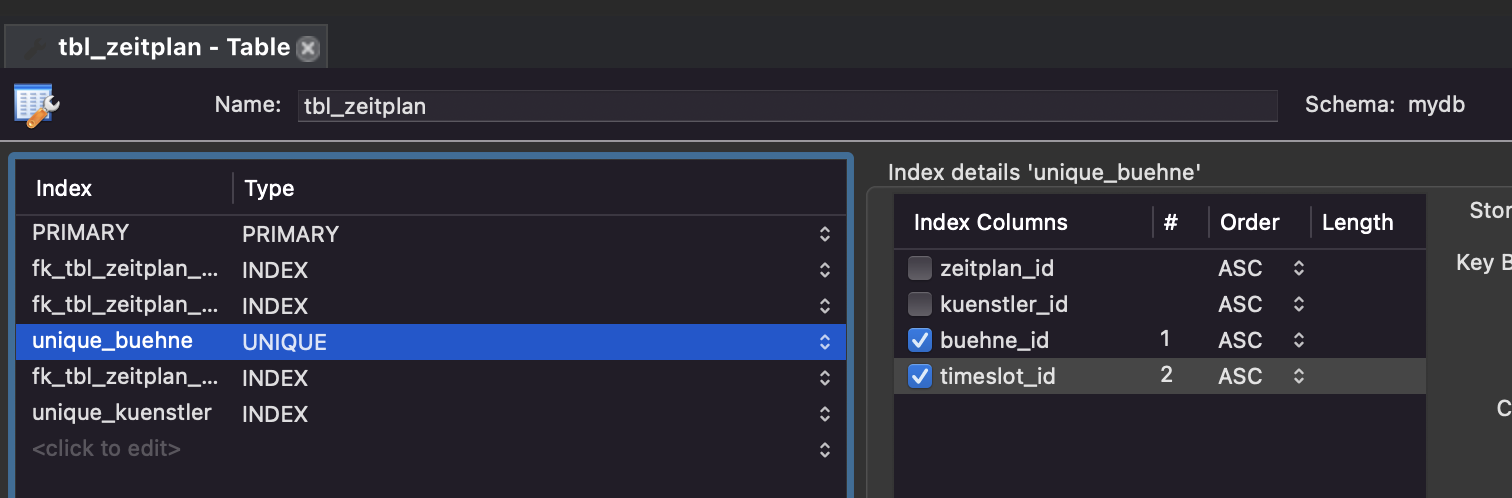 tbl_zeitplan - Table
Name: tbl_zeitplan Schema: mydb
Index Type
PRIMARY PRIMARY
fk_tbl_zeitplan_... INDEX
fk_tbl_zeitplan_... INDEX
unique_buehne UNIQUE
fk_tbl_zeitplan_... INDEX
unique_kuenstler INDEX
<click to edit>
Index details 'unique_buehne'
Index Columns # Order Length
zeitplan_id ASC
kuenstler_id ASC
buehne_id 1 ASC
timeslot_id 2 ASC
Stor
Key B
C